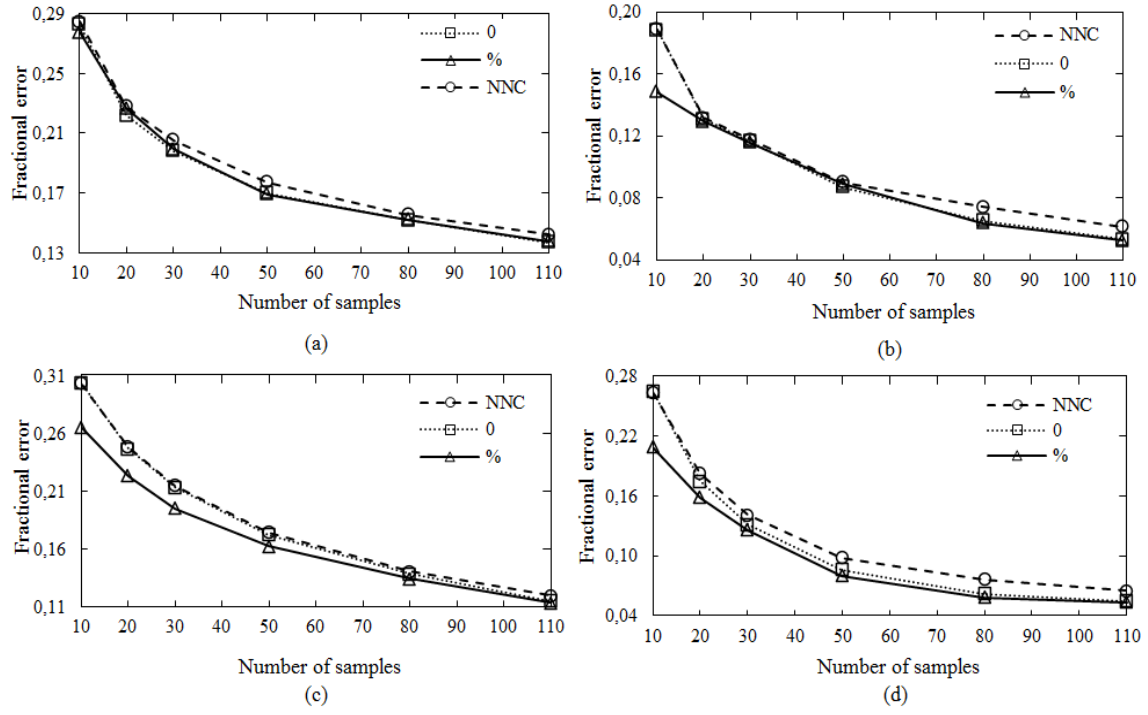 0,29
0,25
0,21
0,17
0,13
Fractional error
0
%
NNC
10 20 30 40 50 60 70 80 90 100 110
Number of samples
(a)
0,20
0,16
0,12
0,08
0,04
Fractional error
NNC
0
%
10 20 30 40 50 60 70 80 90 100 110
Number of samples
(b)
0,31
0,26
0,21
0,16
0,11
Fractional error
NNC
0
%
10 20 30 40 50 60 70 80 90 100 110
Number of samples
(c)
0,28
0,22
0,16
0,10
0,04
Fractional error
NNC
0
%
10 20 30 40 50 60 70 80 90 100 110
Number of samples
(d)